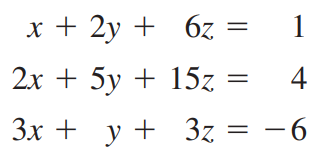 x + 2y + 6z = 1
2x + 5y + 15z = 4
3x + y + 3z = −6